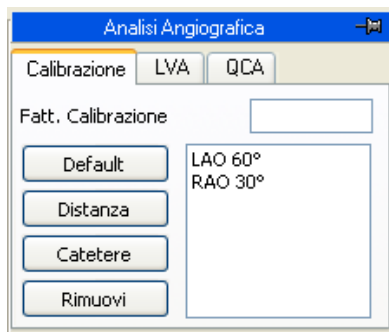 Analisi Angiografica
Calibrazione LVA QCA
Fatt. Calibrazione
Default
Distanza
Catetere
Rimuovi
LAO 60°
RAO 30°